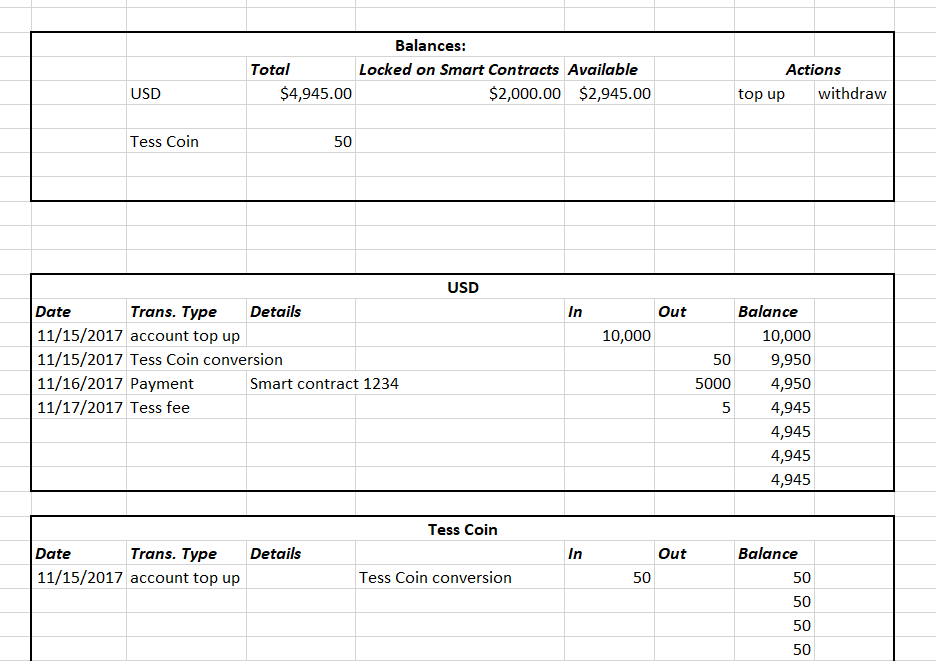 Balances:
Total Locked on Smart Contracts Available Actions
USD $4,945.00 $2,000.00 $2,945.00 top up withdraw
Tess Coin 50
USD
Date Trans. Type Details In Out Balance
11/15/2017 account top up 10,000 10,000
11/15/2017 Tess Coin conversion 50 9,950
11/16/2017 Payment Smart contract 1234 5000 4,950
11/17/2017 Tess fee 5 4,945
4,945
4,945
4,945
Tess Coin
Date Trans. Type Details In Out Balance
11/15/2017 account top up Tess Coin conversion 50 50
50
50
50